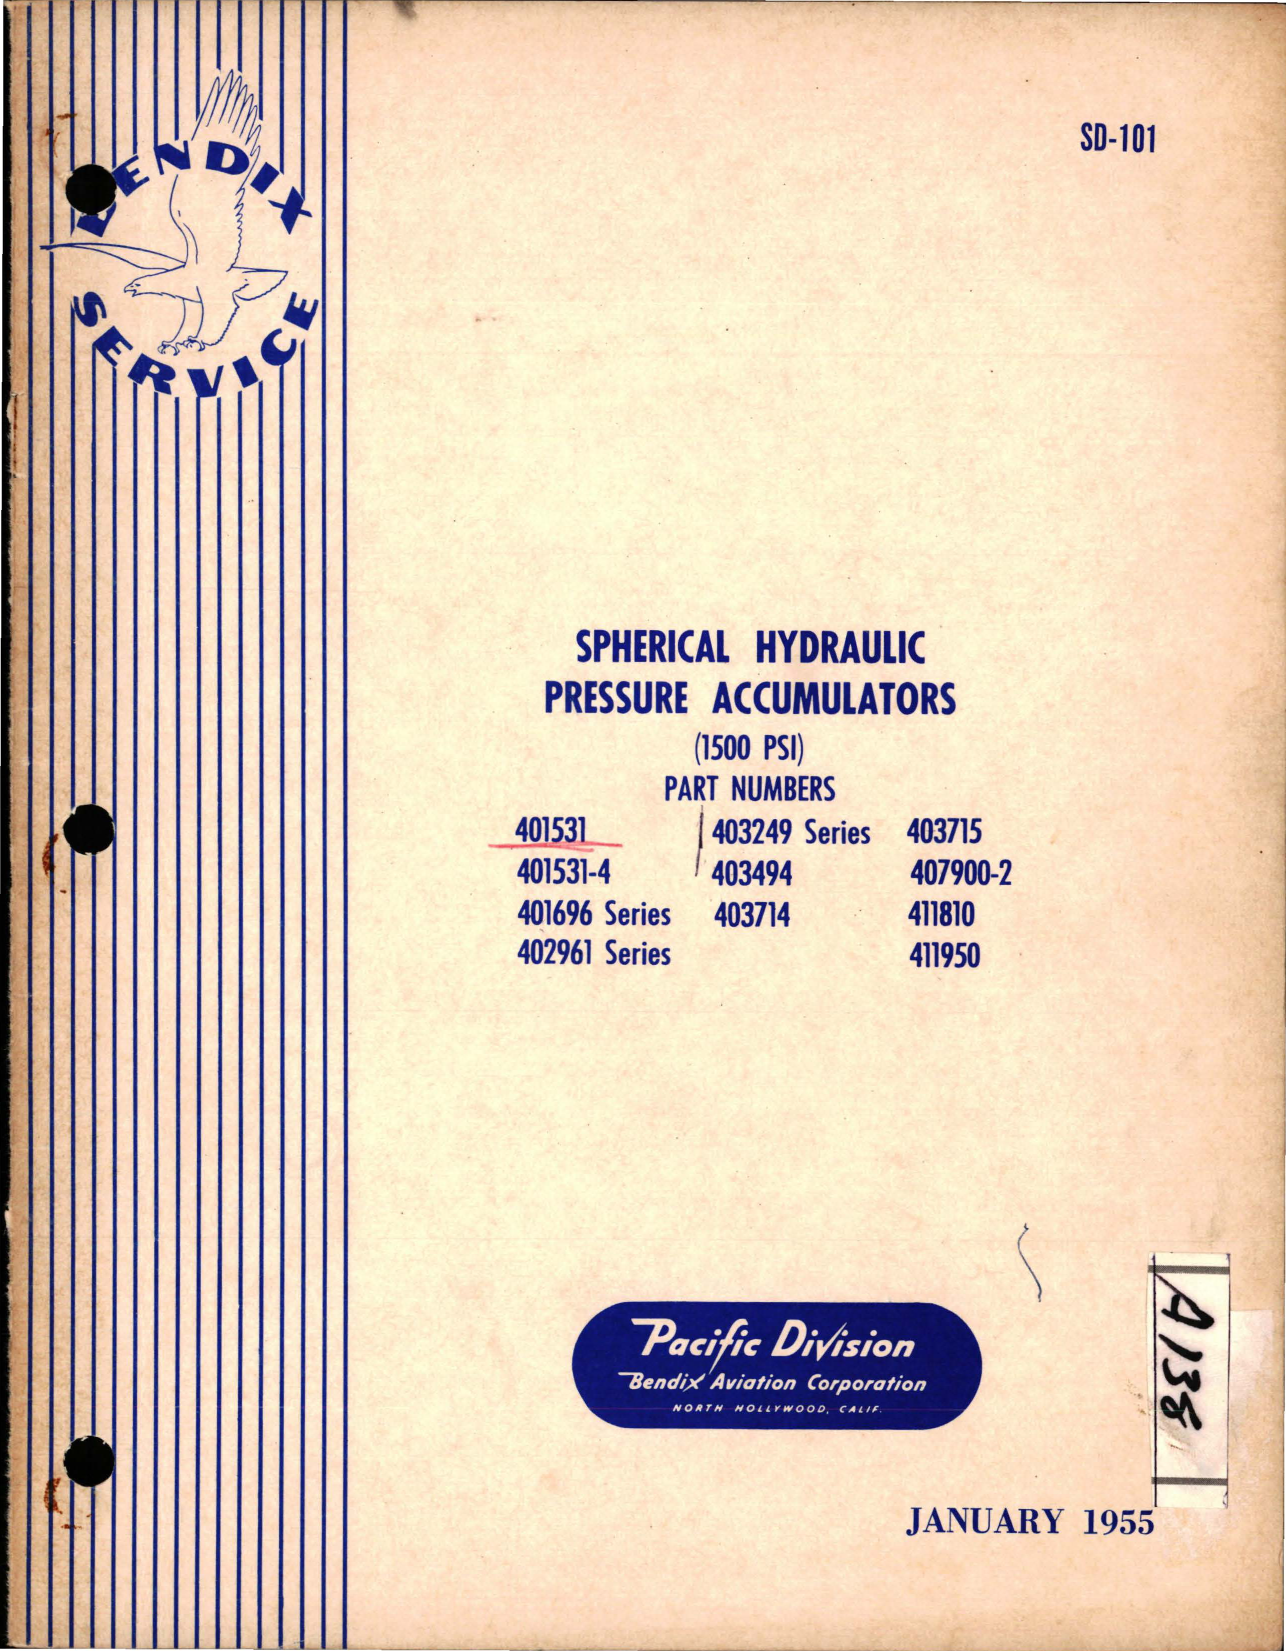 SD-101
BENDIX
SERVICE
SPHERICAL HYDRAULIC
PRESSURE ACCUMULATORS
(1500 PSI)
PART NUMBERS
401531 403249 Series 403715
401531-4 403494 407900-2
401696 Series 403714 411810
402961 Series 411950
Pacific Division
Bendix Aviation Corporation
NORTH HOLLYWOOD, CALIF.
A138
JANUARY 1955